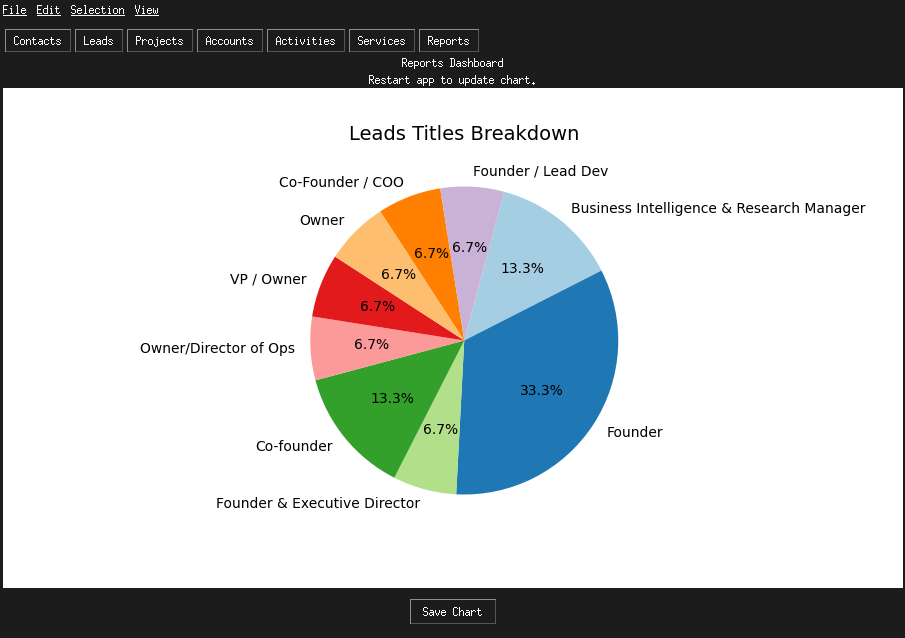 File Edit Selection View
Contacts Leads Projects Accounts Activities Services Reports
Reports Dashboard
Restart app to update chart.
Leads Titles Breakdown
Founder / Lead Dev
Co-Founder / COO
Business Intelligence & Research Manager
Owner
6.7% 6.7%
13.3%
6.7%
VP / Owner
6.7%
Owner/Director of Ops 6.7%
33.3%
13.3%
6.7% Founder
Co-founder
Founder & Executive Director
Save Chart